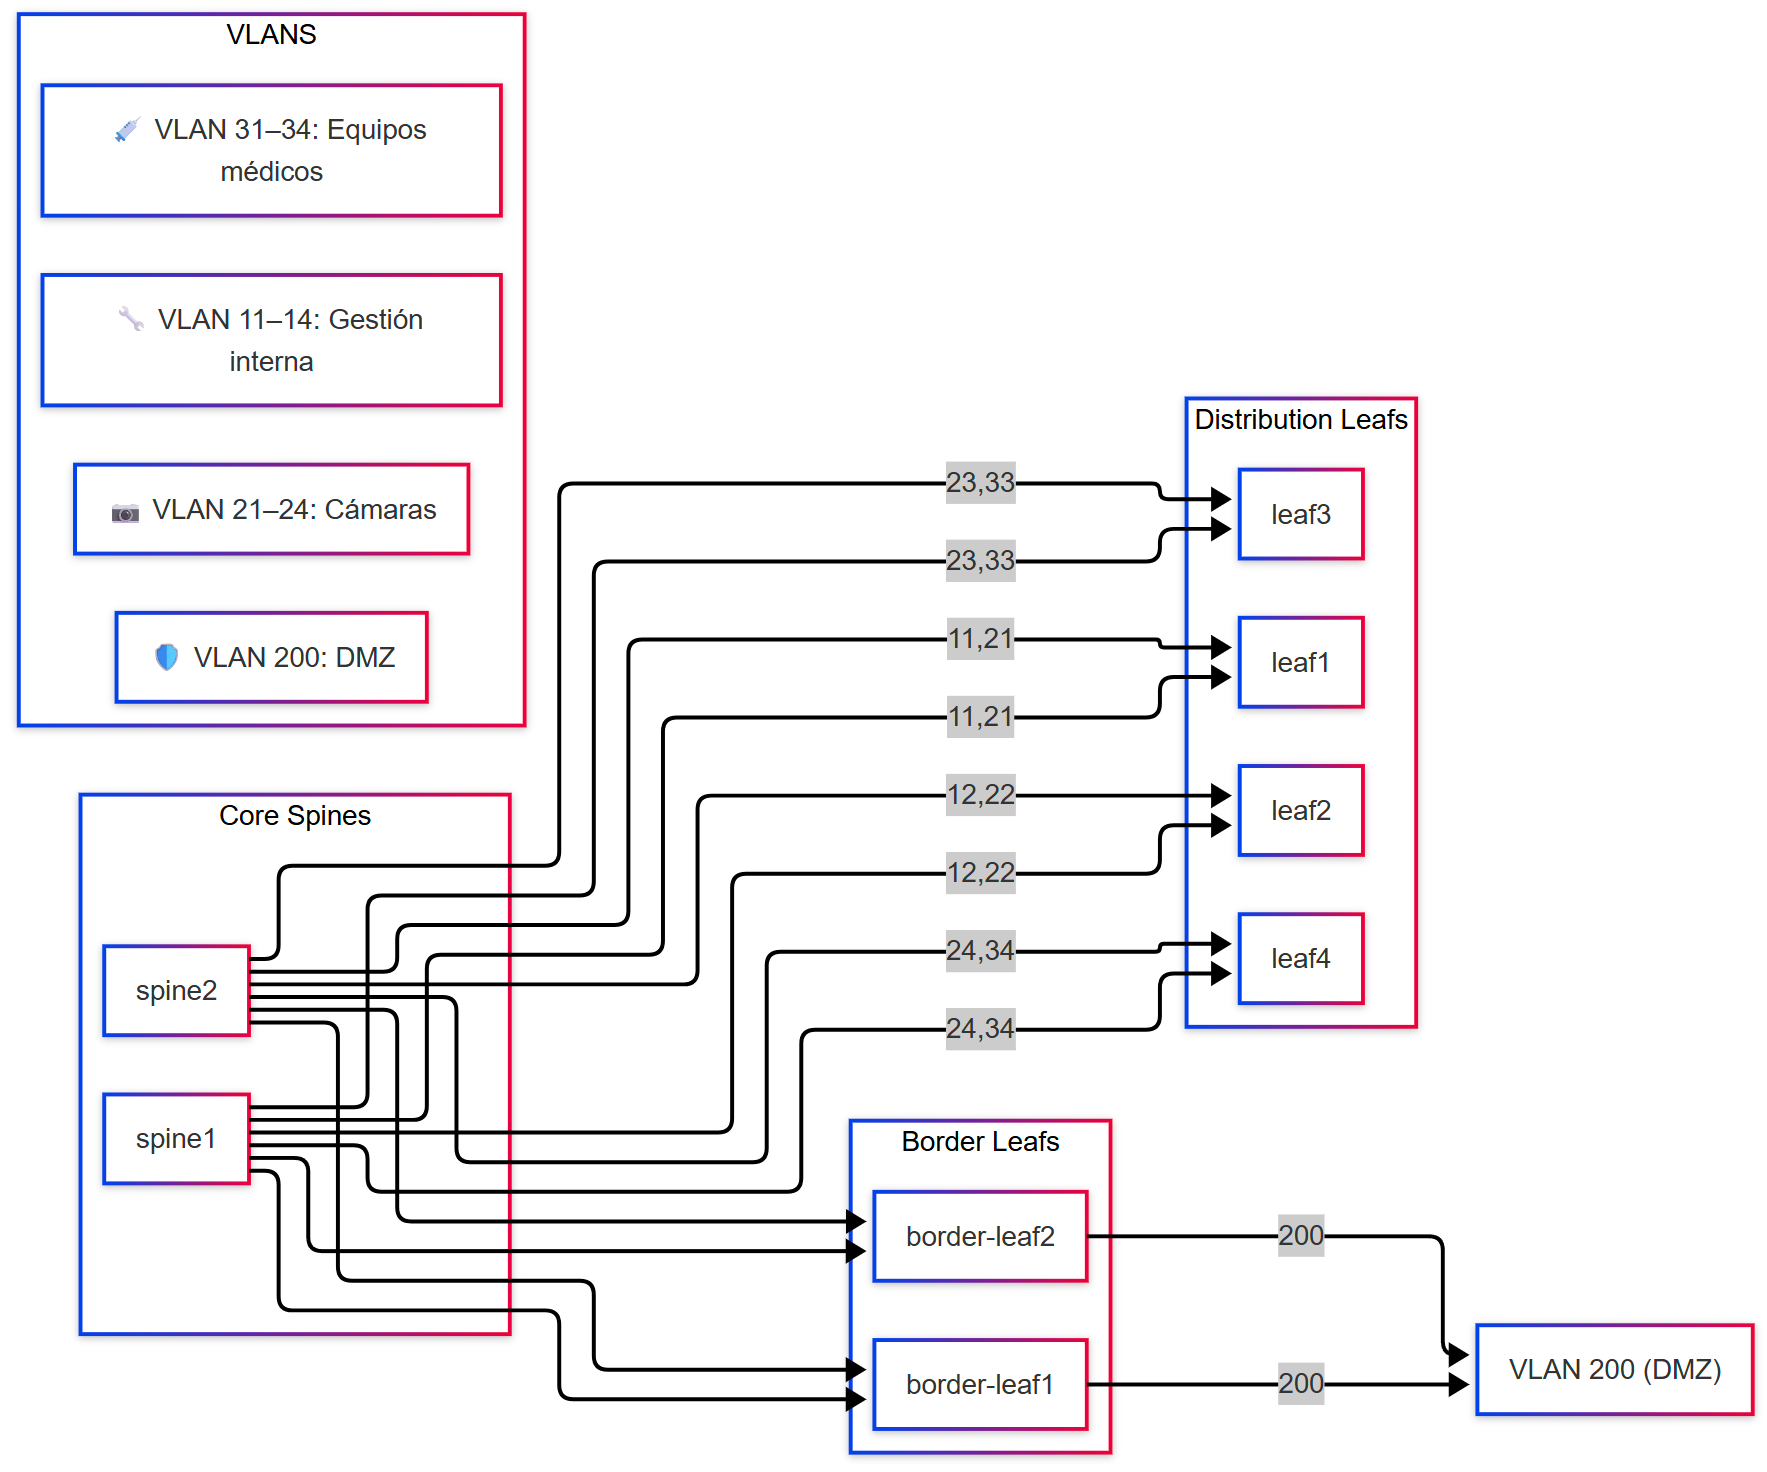 VLANS
VLAN 31–34: Equipos
médicos
VLAN 11–14: Gestión
interna
VLAN 21–24: Cámaras
VLAN 200: DMZ
Core Spines
spine2
spine1
23,33
23,33
11,21
11,21
12,22
12,22
24,34
24,34
Distribution Leafs
leaf3
leaf1
leaf2
leaf4
Border Leafs
border-leaf2
border-leaf1
200
200
VLAN 200 (DMZ)